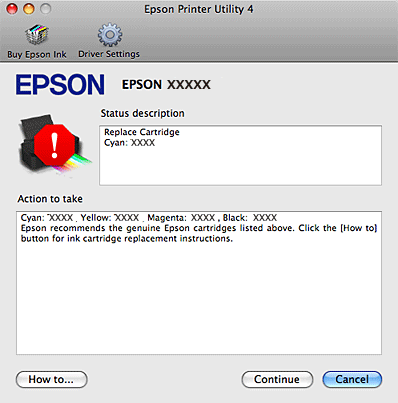 Epson Printer Utility 4
Buy Epson Ink Driver Settings
EPSON EPSON XXXXX
Status description
Replace Cartridge
Cyan: XXXX
Action to take
Cyan: XXXX , Yellow: XXXX , Magenta: XXXX , Black: XXXX
Epson recommends the genuine Epson cartridges listed above. Click the [How to]
button for ink cartridge replacement instructions.
How to... Continue Cancel